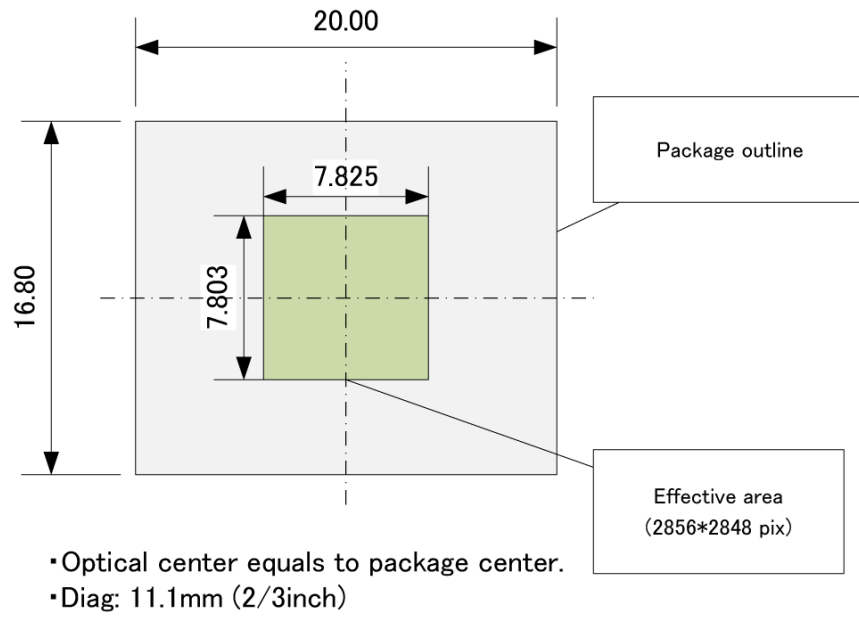 20.00
Package outline
7.825
16.80
7.803
Effective area
(2856*2848 pix)
･Optical center equals to package center.
･Diag: 11.1mm (2/3inch)